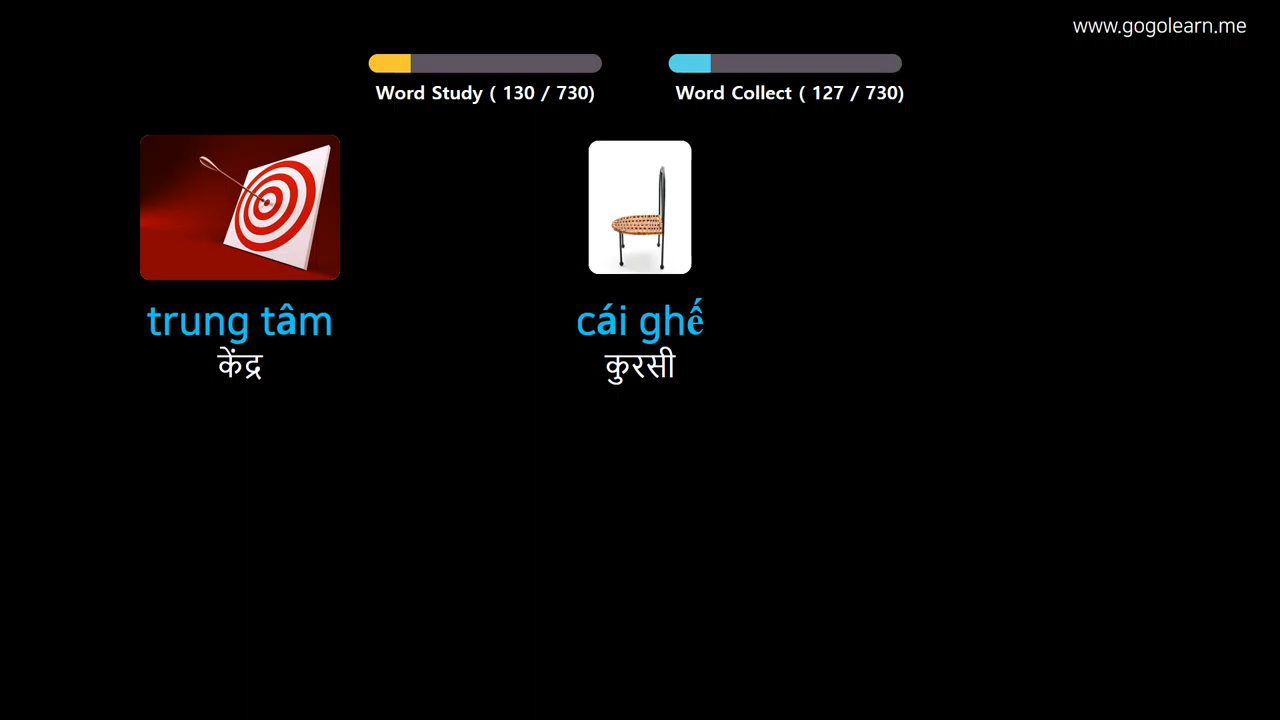 www.gogolearn.me
Word Study ( 130 / 730)
Word Collect ( 127 / 730)
trung tâm
केंद्र
cái ghế
कुरसी